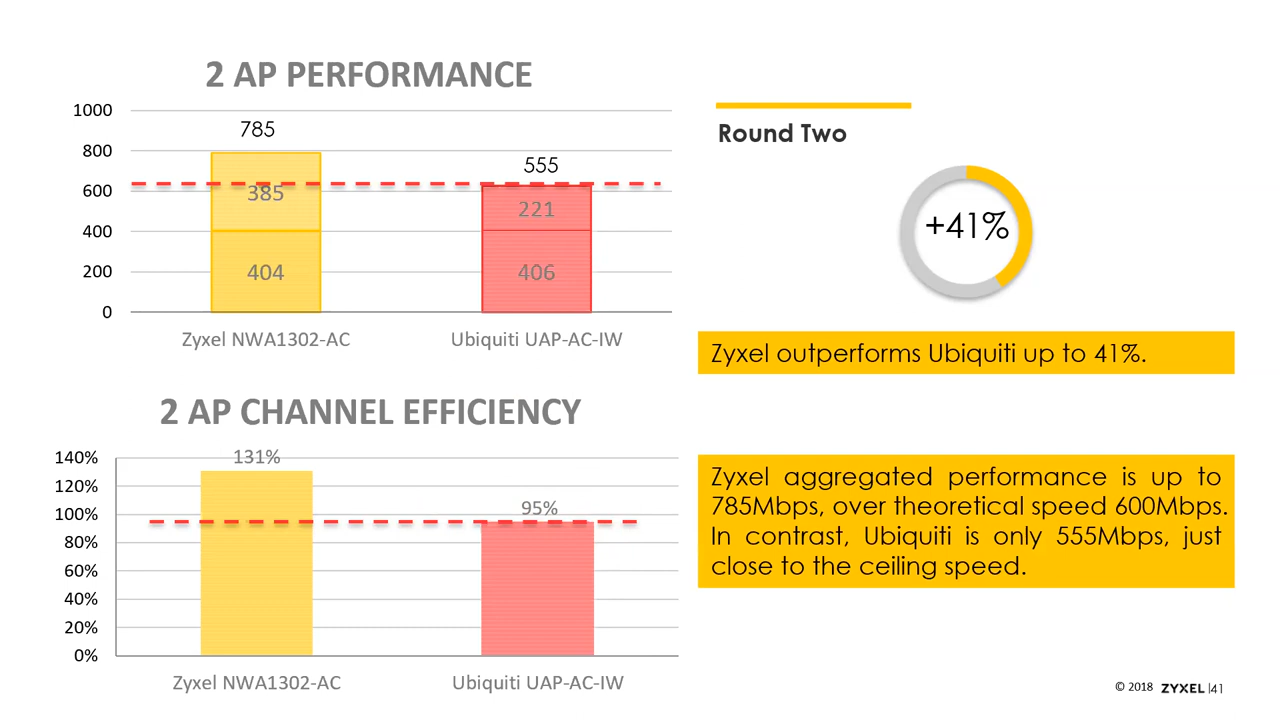 2 AP PERFORMANCE
1000
800
600
400
200
0
785
385
404
555
221
406
Zyxel NWA1302-AC
Ubiquiti UAP-AC-IW
2 AP CHANNEL EFFICIENCY
140%
120%
100%
80%
60%
40%
20%
0%
131%
95%
Zyxel NWA1302-AC
Ubiquiti UAP-AC-IW
Round Two
+41%
Zyxel outperforms Ubiquiti up to 41%.
Zyxel aggregated performance is up to
785Mbps, over theoretical speed 600Mbps.
In contrast, Ubiquiti is only 555Mbps, just
close to the ceiling speed.
© 2018 ZYXEL |41